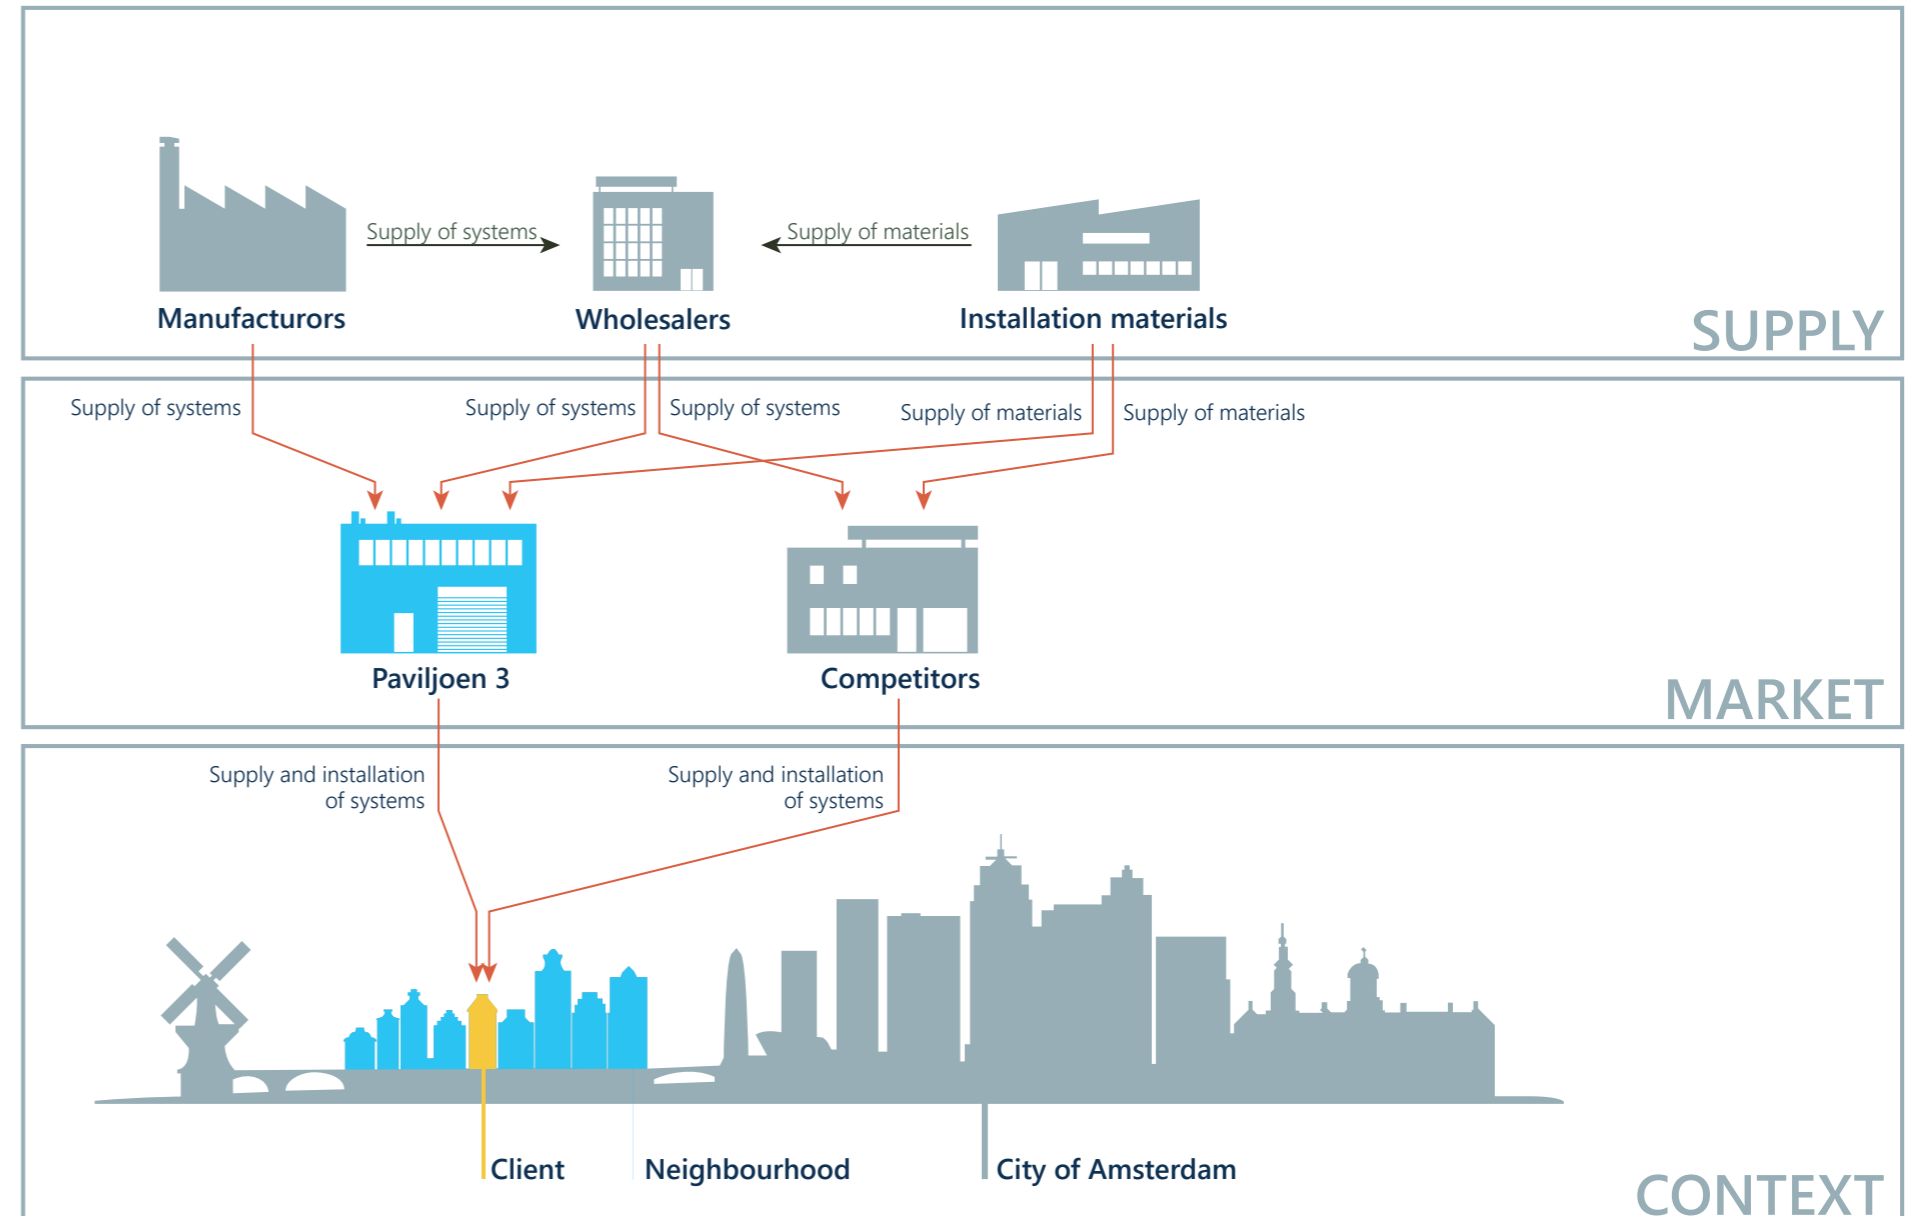 Supply of systems
Supply of materials
Manufacturors
Wholesalers
Installation materials
SUPPLY
Supply of systems
Supply of systems
Supply of systems
Supply of materials
Supply of materials
Paviljoen 3
Competitors
MARKET
Supply and installation
of systems
Supply and installation
of systems
Client
Neighbourhood
City of Amsterdam
CONTEXT